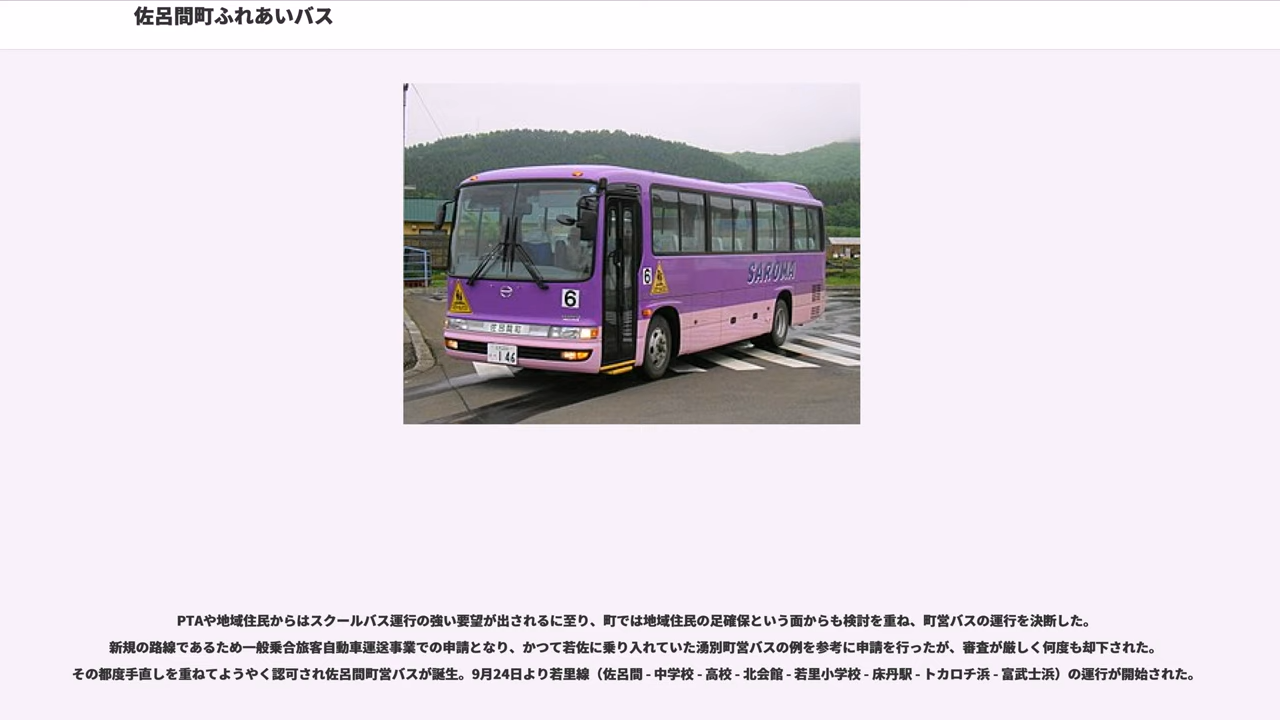 佐呂間町ふれあいバス
SAROMA
6
6
佐呂間町
146
PTAや地域住民からはスクールバス運行の強い要望が出されるに至り、町では地域住民の足確保という面からも検討を重ね、町営バスの運行を決断した。
新規の路線であるため一般乗合旅客自動車運送事業での申請となり、かつて若佐に乗り入れていた湧別町営バスの例を参考に申請を行ったが、審査が厳しく何度も却下された。
その都度手直しを重ねてようやく認可され佐呂間町営バスが誕生。9月24日より若里線（佐呂間 - 中学校 - 高校 - 北会館 - 若里小学校 - 床丹駅 - トカロチ浜 - 富武士浜）の運行が開始された。